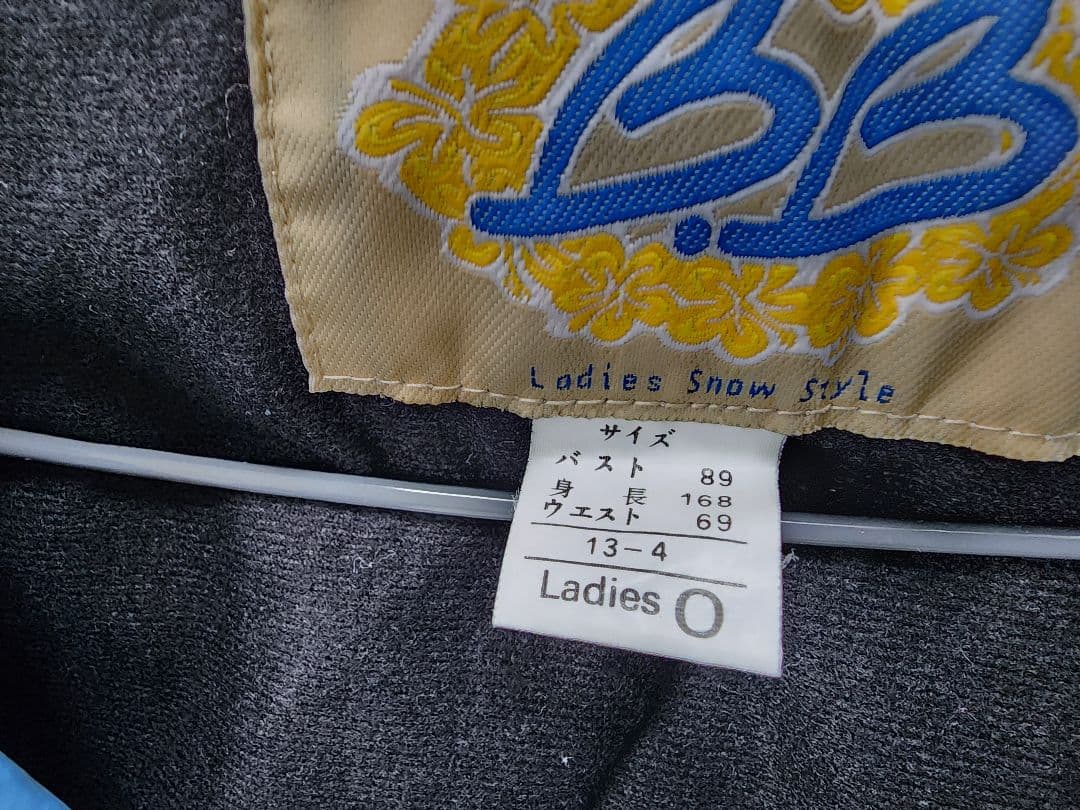 B.B
Ladies Snow Style
サイズ
バスト 89
身長 168
ウエスト 69
13-4
Ladies O